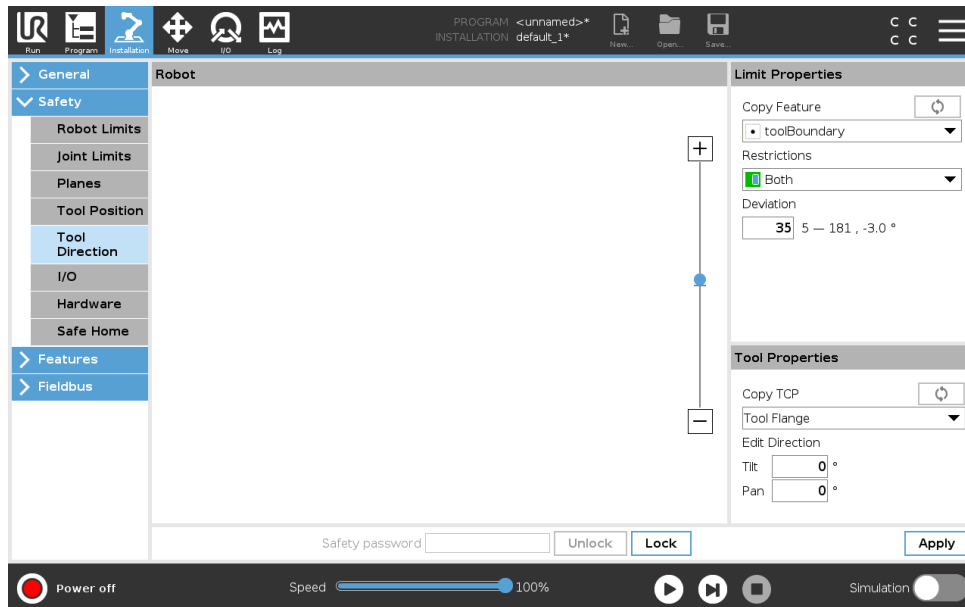 PROGRAM <unnamed>*
INSTALLATION default_1*
UR
Run Program Installation Move I/O Log New... Open... Save...
C C
C C
General
Safety
Robot Limits
Joint Limits
Planes
Tool Position
Tool
Direction
I/O
Hardware
Safe Home
Features
Fieldbus
Robot
Limit Properties
Copy Feature
toolBoundary
Restrictions
Both
Deviation
35 5 — 181 , -3.0 °
Tool Properties
Copy TCP
Tool Flange
Edit Direction
Tilt 0 °
Pan 0 °
Safety password Unlock Lock Apply
Power off Speed 100% Simulation